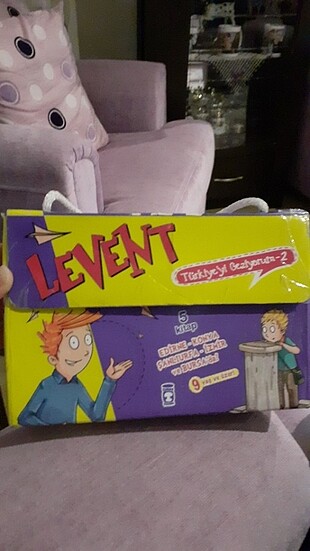 LEVENT
Türkiye'yi Geziyorum-2
5
kitap
EDİRNE - KONYA
ŞANLIURFA - İZMİR
ve BURSA'da!
9 yaş ve üzeri